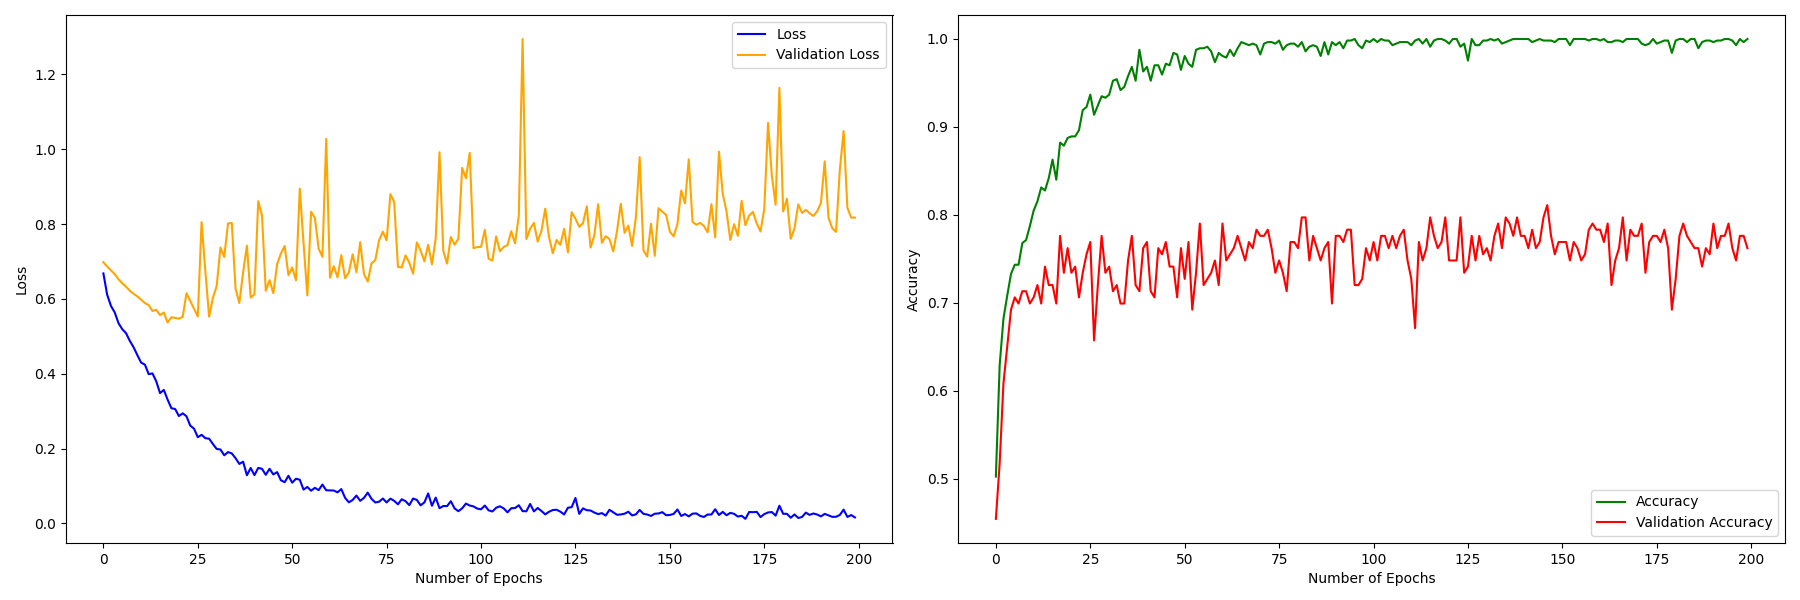 Loss
Validation Loss
1.2
1.0
0.8
0.6
0.4
0.2
0.0
Loss
0 25 50 75 100 125 150 175 200
Number of Epochs
1.0
0.9
0.8
0.7
0.6
0.5
Accuracy
Accuracy
Validation Accuracy
0 25 50 75 100 125 150 175 200
Number of Epochs